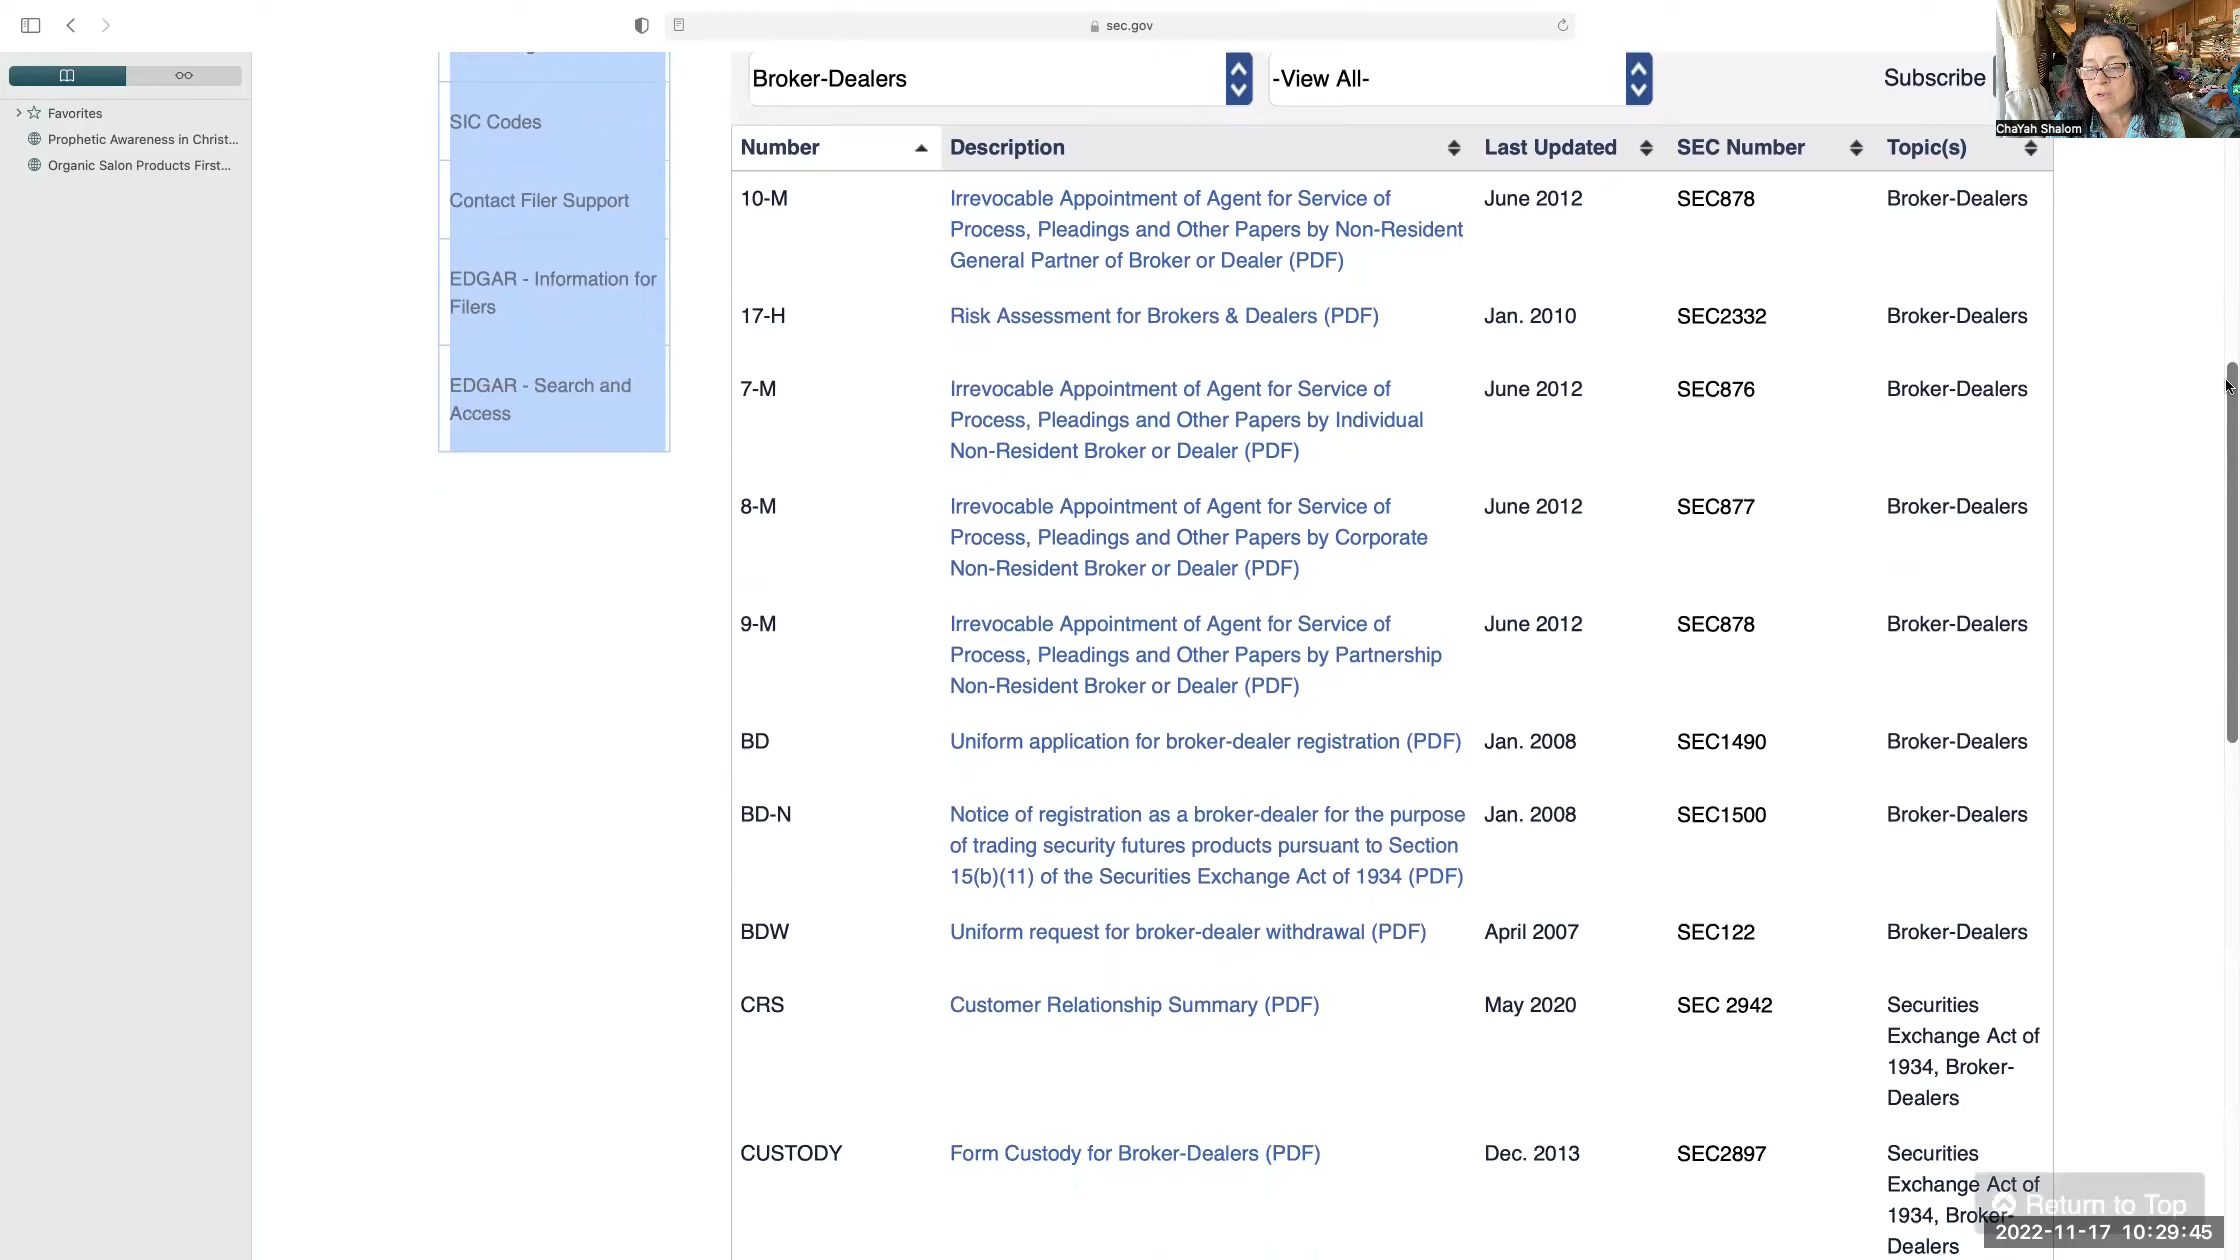 sec.gov
Favorites
Prophetic Awareness in Christ...
Organic Salon Products First...
SIC Codes
Contact Filer Support
EDGAR - Information for
Filers
EDGAR - Search and
Access
Broker-Dealers
-View All-
Subscribe
ChaYah Shalom
Number Description Last Updated SEC Number Topic(s)
10-M Irrevocable Appointment of Agent for Service of June 2012 SEC878 Broker-Dealers
Process, Pleadings and Other Papers by Non-Resident
General Partner of Broker or Dealer (PDF)
17-H Risk Assessment for Brokers & Dealers (PDF) Jan. 2010 SEC2332 Broker-Dealers
7-M Irrevocable Appointment of Agent for Service of June 2012 SEC876 Broker-Dealers
Process, Pleadings and Other Papers by Individual
Non-Resident Broker or Dealer (PDF)
8-M Irrevocable Appointment of Agent for Service of June 2012 SEC877 Broker-Dealers
Process, Pleadings and Other Papers by Corporate
Non-Resident Broker or Dealer (PDF)
9-M Irrevocable Appointment of Agent for Service of June 2012 SEC878 Broker-Dealers
Process, Pleadings and Other Papers by Partnership
Non-Resident Broker or Dealer (PDF)
BD Uniform application for broker-dealer registration (PDF) Jan. 2008 SEC1490 Broker-Dealers
BD-N Notice of registration as a broker-dealer for the purpose Jan. 2008 SEC1500 Broker-Dealers
of trading security futures products pursuant to Section
15(b)(11) of the Securities Exchange Act of 1934 (PDF)
BDW Uniform request for broker-dealer withdrawal (PDF) April 2007 SEC122 Broker-Dealers
CRS Customer Relationship Summary (PDF) May 2020 SEC 2942 Securities
Exchange Act of
1934, Broker-
Dealers
CUSTODY Form Custody for Broker-Dealers (PDF) Dec. 2013 SEC2897 Securities
Exchange Act of
1934, Broker-
Dealers
Return to Top
2022-11-17 10:29:45